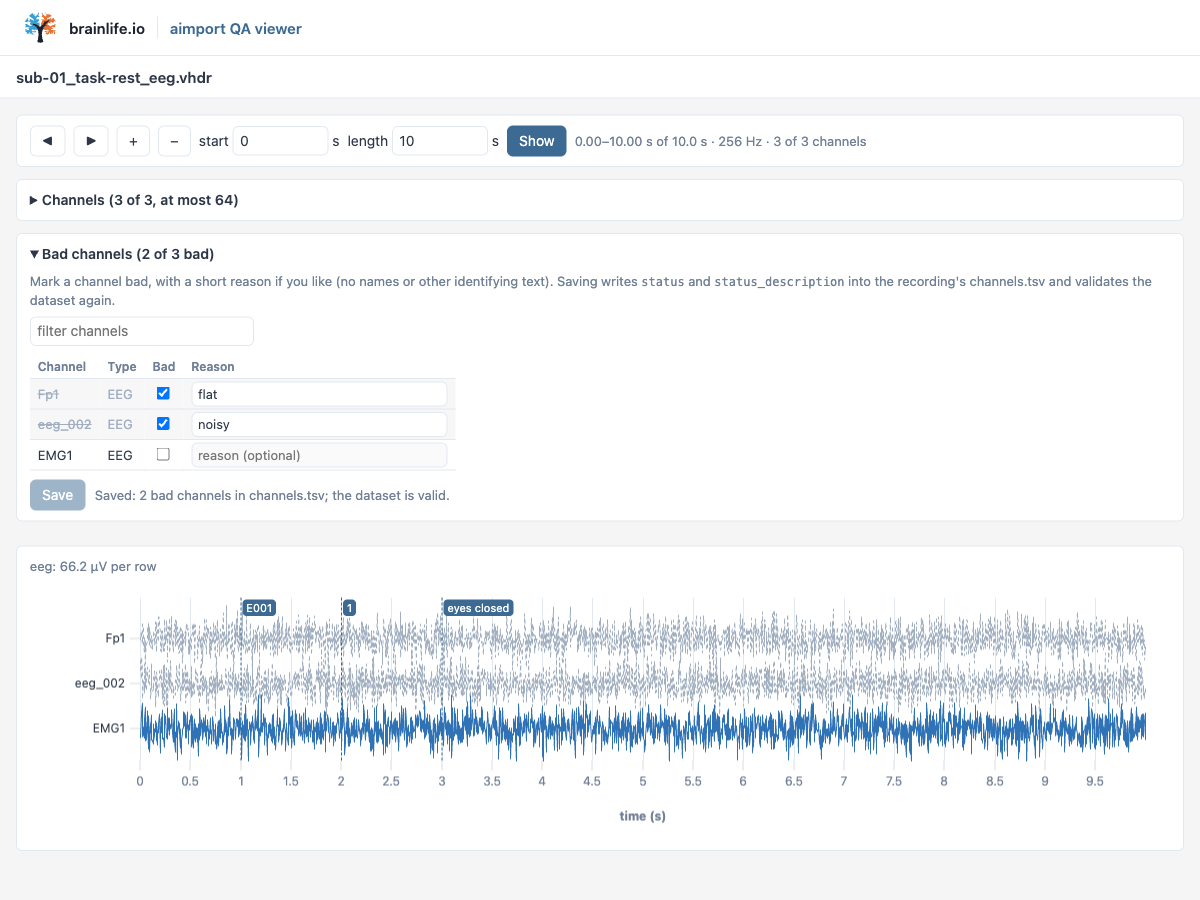 brainlife.io aimport QA viewer
sub-01_task-rest_eeg.vhdr
◀ ▶ + − start 0 s length 10 s Show 0.00–10.00 s of 10.0 s · 256 Hz · 3 of 3 channels
▶ Channels (3 of 3, at most 64)
▼ Bad channels (2 of 3 bad)
Mark a channel bad, with a short reason if you like (no names or other identifying text). Saving writes status and status_description into the recording's channels.tsv and validates the
dataset again.
filter channels
Channel Type Bad Reason
Fp1 EEG flat
eeg_002 EEG noisy
EMG1 EEG reason (optional)
Save Saved: 2 bad channels in channels.tsv; the dataset is valid.
eeg: 66.2 µV per row
E001 1 eyes closed
Fp1
eeg_002
EMG1
0 0.5 1 1.5 2 2.5 3 3.5 4 4.5 5 5.5 6 6.5 7 7.5 8 8.5 9 9.5
time (s)